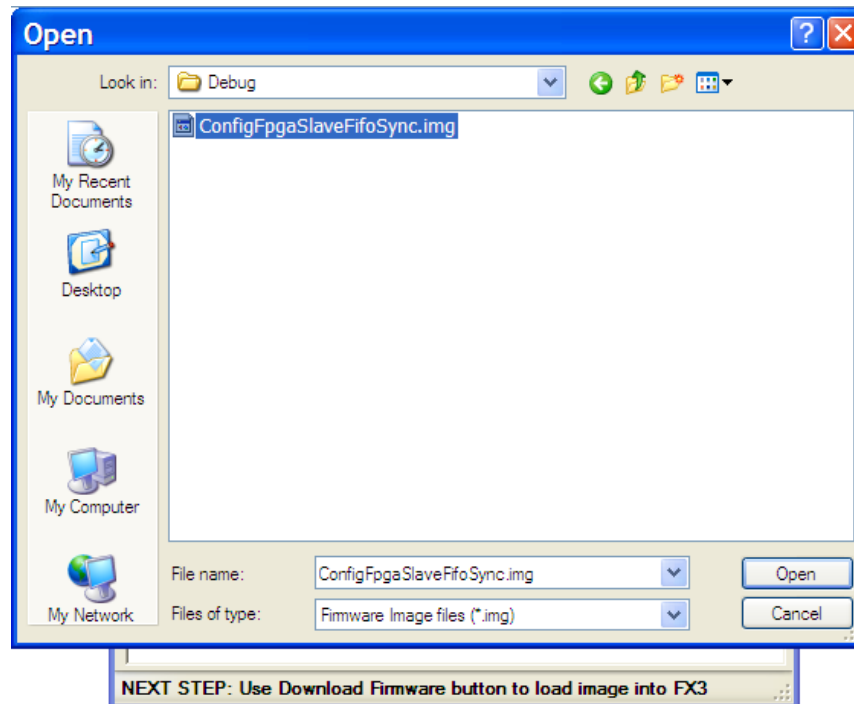 Open
Look in:
Debug
ConfigFpgaSlaveFifoSync.img
My Recent
Documents
Desktop
My Documents
My Computer
My Network
File name:
ConfigFpgaSlaveFifoSync.img
Open
Files of type:
Firmware Image files (*.img)
Cancel
NEXT STEP: Use Download Firmware button to load image into FX3